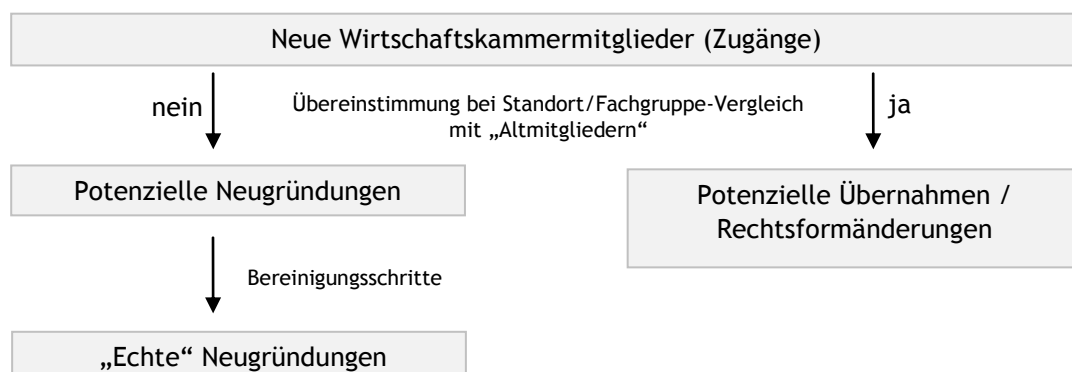 Neue Wirtschaftskammermitglieder (Zugänge)
nein
Übereinstimmung bei Standort/Fachgruppe-Vergleich
mit „Altmitgliedern“
ja
Potenzielle Neugründungen
Potenzielle Übernahmen /
Rechtsformänderungen
Bereinigungsschritte
„Echte“ Neugründungen